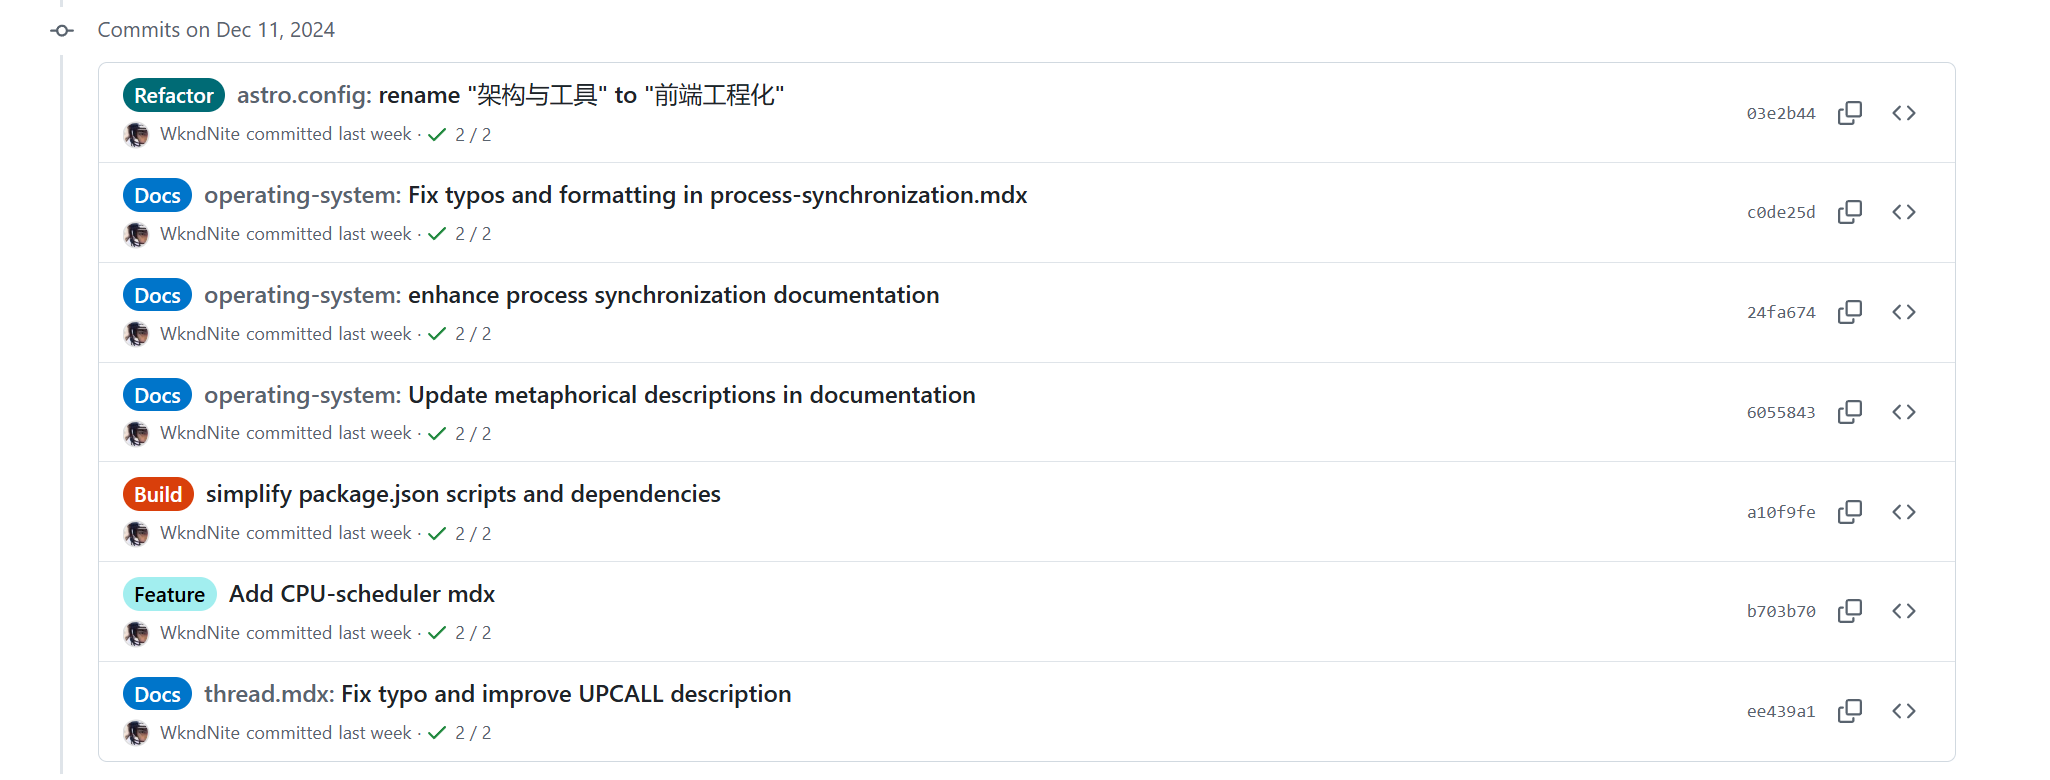 Commits on Dec 11, 2024
Refactor astro.config: rename "架构与工具" to "前端工程化"
WkndNite committed last week · 2 / 2
03e2b44
Docs operating-system: Fix typos and formatting in process-synchronization.mdx
WkndNite committed last week · 2 / 2
c0de25d
Docs operating-system: enhance process synchronization documentation
WkndNite committed last week · 2 / 2
24fa674
Docs operating-system: Update metaphorical descriptions in documentation
WkndNite committed last week · 2 / 2
6055843
Build simplify package.json scripts and dependencies
WkndNite committed last week · 2 / 2
a10f9fe
Feature Add CPU-scheduler mdx
WkndNite committed last week · 2 / 2
b703b70
Docs thread.mdx: Fix typo and improve UPCALL description
WkndNite committed last week · 2 / 2
ee439a1